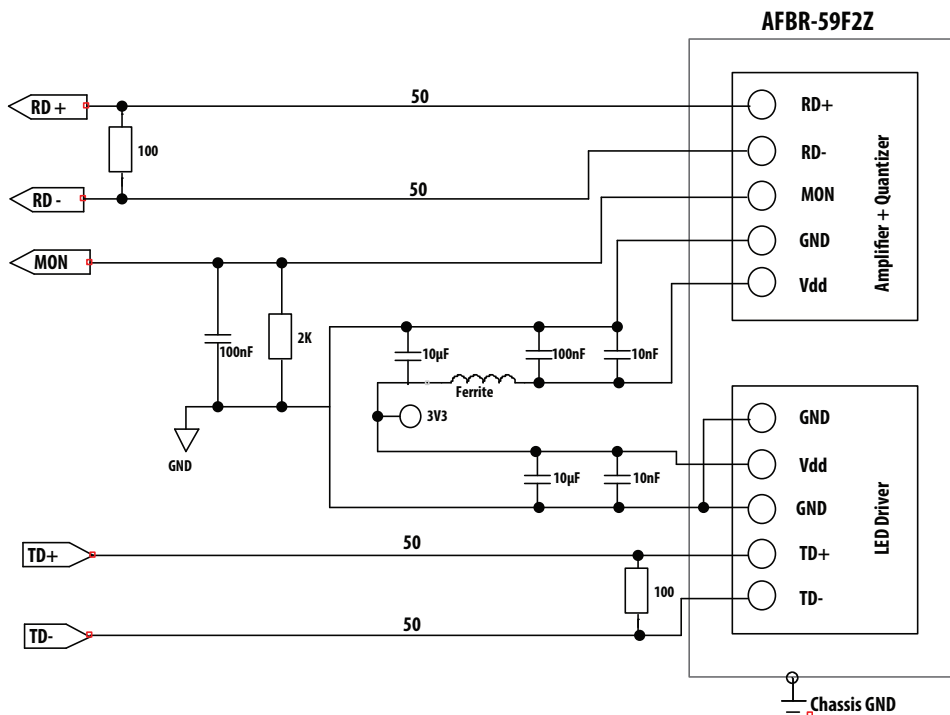 AFBR-59F2Z
RD +
50
RD+
100
RD-
RD -
50
MON
Amplifier + Quantizer
GND
MON
Vdd
100nF
2K
10µF
100nF
10nF
Ferrite
3V3
GND
GND
Vdd
10µF
10nF
GND
LED Driver
TD+
50
TD+
100
TD-
TD-
50
Chassis GND